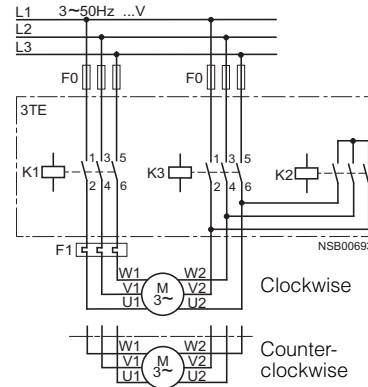 L1 3~50Hz ...V
L2
L3
F0 F0
3TE
K1 1 3 5 K3 1 3 5 K2
2 4 6 2 4 6
NSB00693
F1
W1 W2
V1 M V2
U1 3~ U2
Clockwise
W1 W2
V1 M V2
U1 3~ U2
Counter-
clockwise